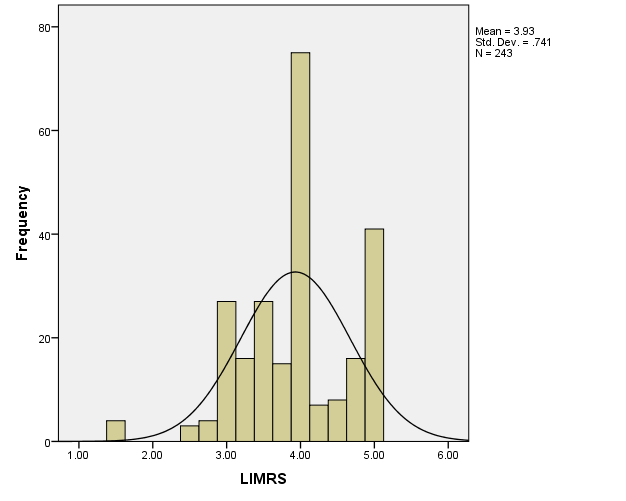 Mean = 3.93
Std. Dev. = .741
N = 243
80
60
40
20
0
Frequency
1.00 2.00 3.00 4.00 5.00 6.00
LIMRS